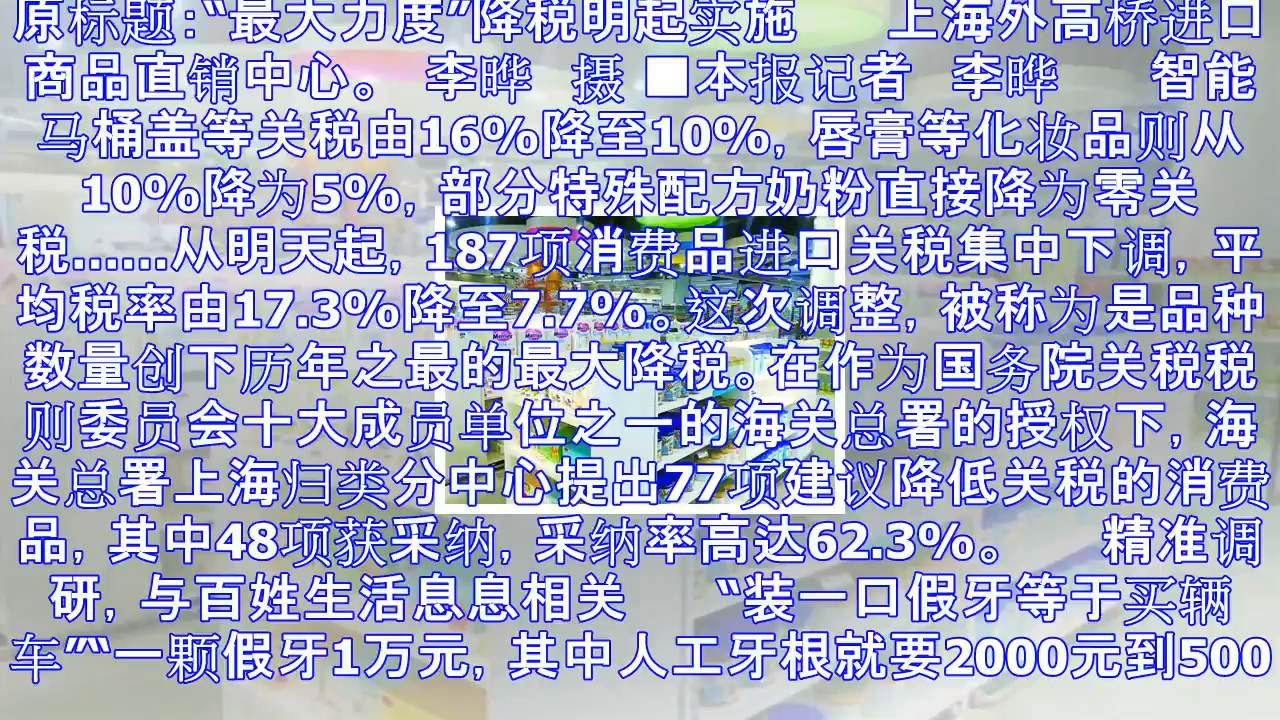 原标题:“最大力度”降税明起实施 上海外高桥进口
商品直销中心。 李晔 摄 ■本报记者 李晔 智能
马桶盖等关税由16%降至10%, 唇膏等化妆品则从
10%降为5%, 部分特殊配方奶粉直接降为零关
税……从明天起, 187项消费品进口关税集中下调, 平
均税率由17.3%降至7.7%。这次调整, 被称为是品种
数量创下历年之最的最大降税。在作为国务院关税税
则委员会十大成员单位之一的海关总署的授权下, 海
关总署上海归类分中心提出77项建议降低关税的消费
品, 其中48项获采纳, 采纳率高达62.3%。 精准调
研, 与百姓生活息息相关 “装一口假牙等于买辆
车”“一颗假牙1万元, 其中人工牙根就要2000元到500